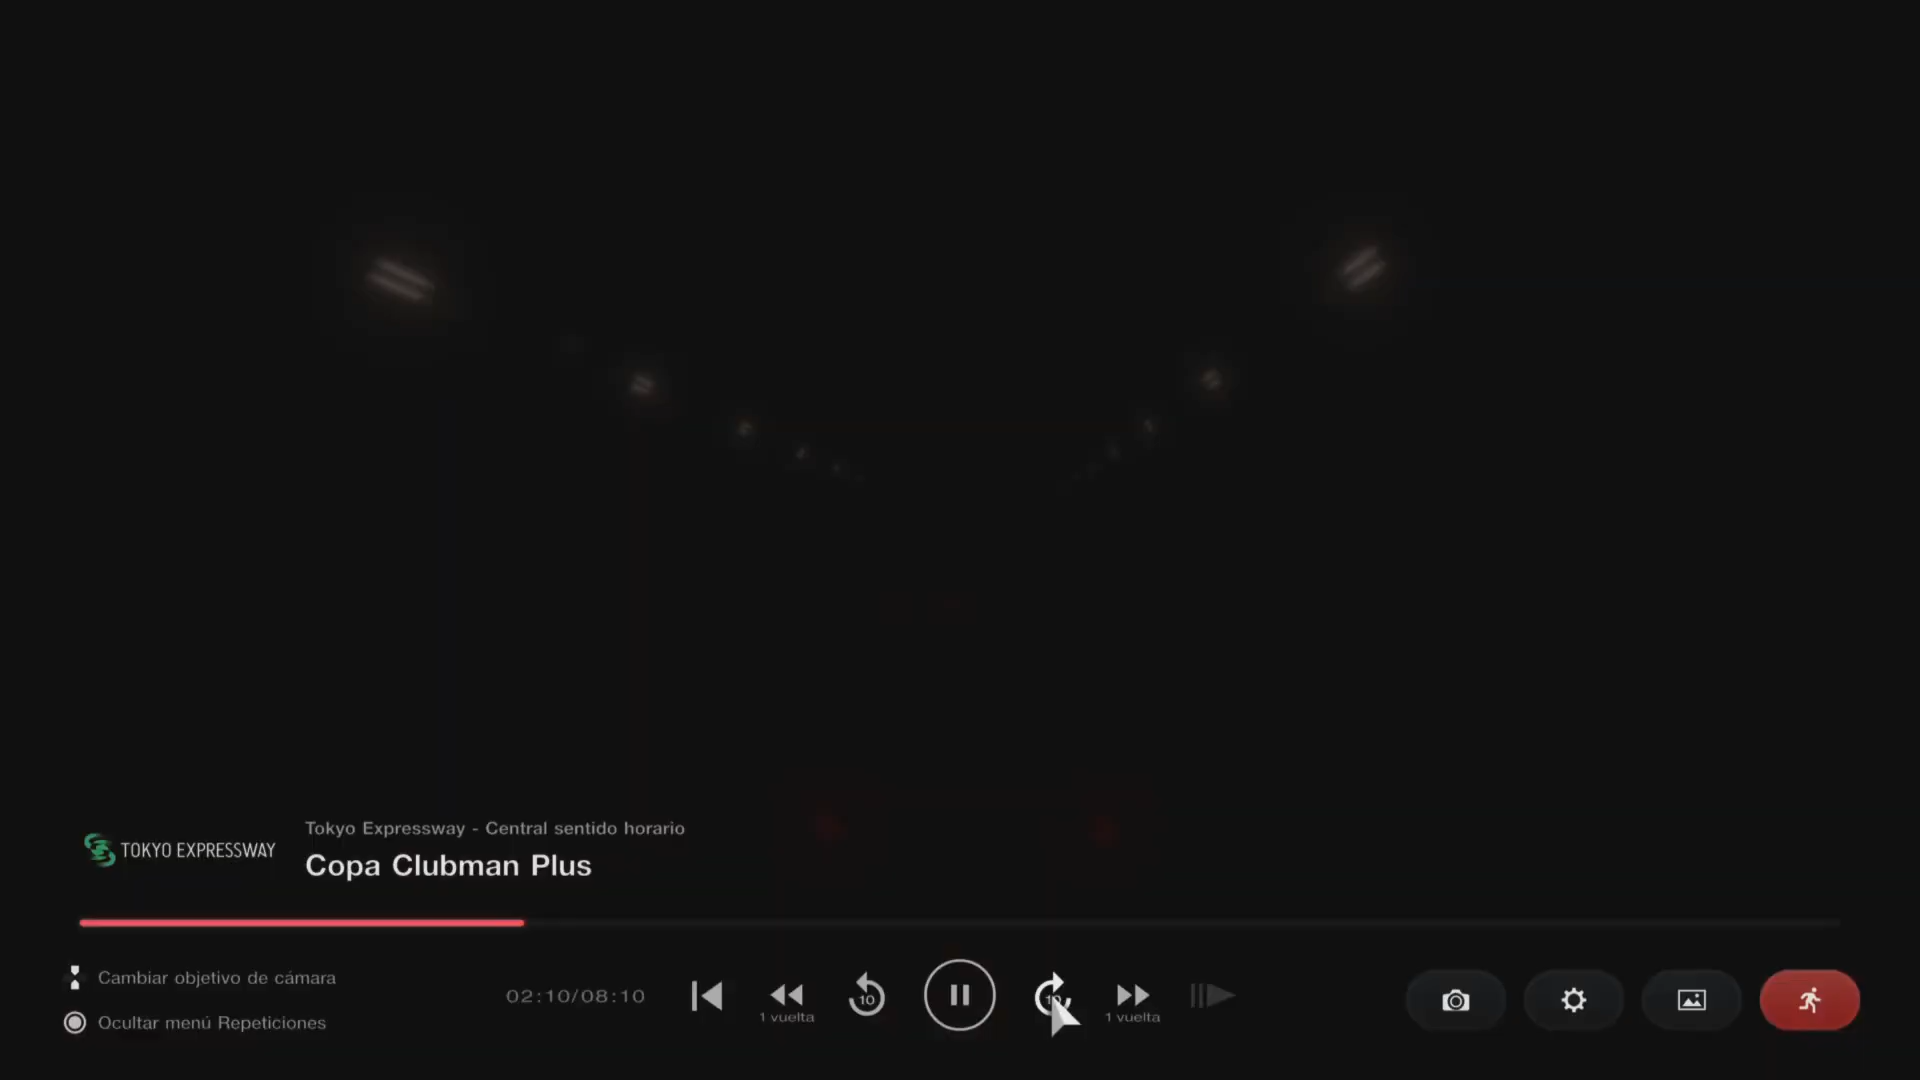 Tokyo Expressway - Central sentido horario
TOKYO EXPRESSWAY
Copa Clubman Plus
Cambiar objetivo de cámara
Ocultar menú Repeticiones
02:10/08:10
1 vuelta
10
10
1 vuelta